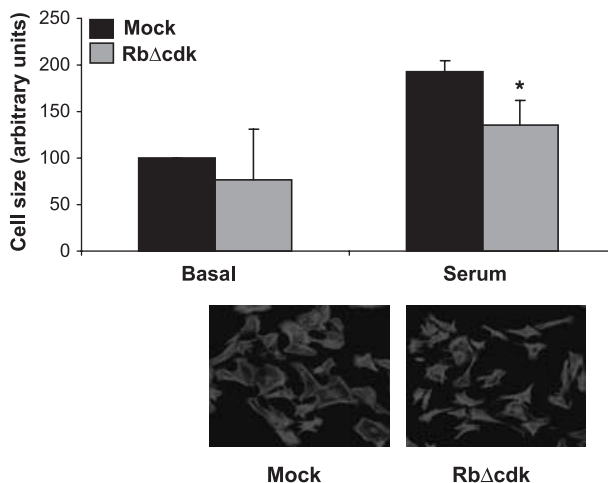 250
200
150
100
50
0
Cell size (arbitrary units)
Mock
RbΔcdk
*
Basal
Serum
Mock
RbΔcdk